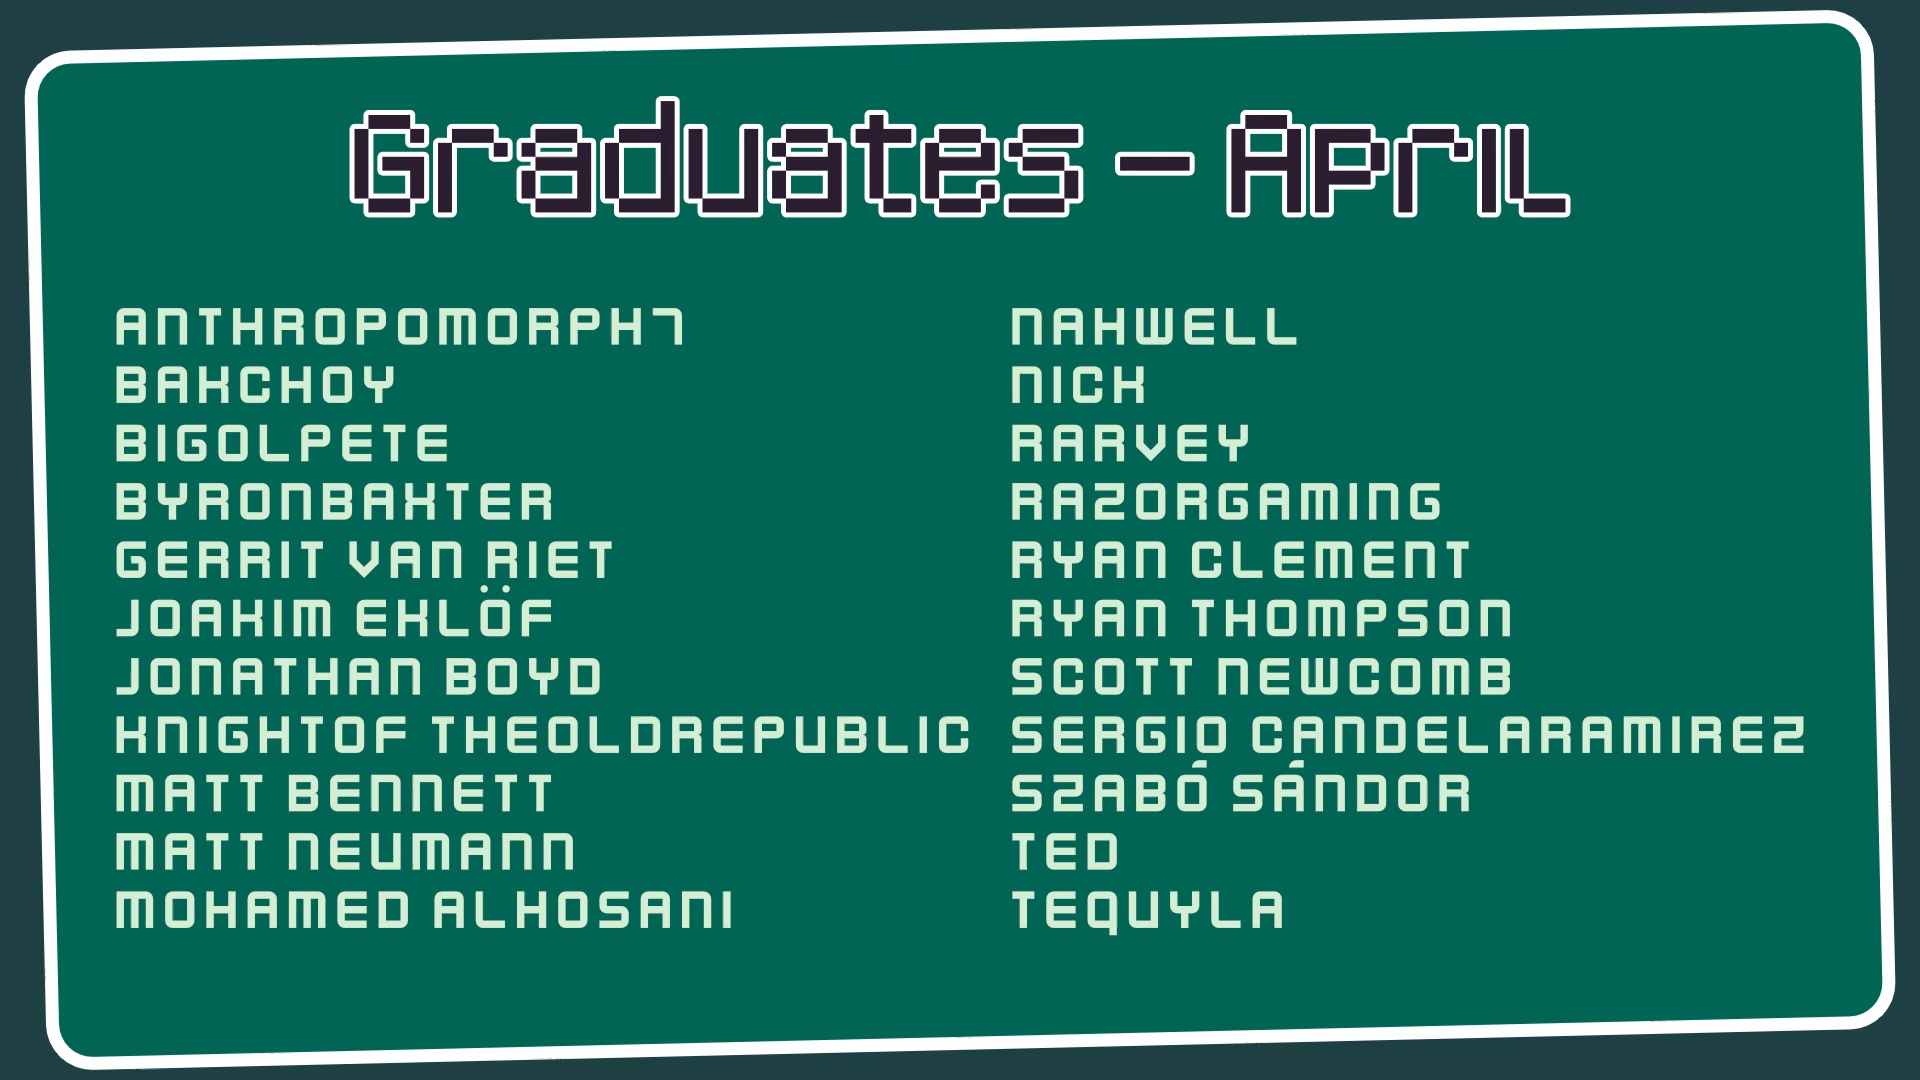 Graduates - April
ANTHROPOMORPH7
BAKCHOY
BIGOLPETE
BYRONBAXTER
GERRIT VAN RIET
JOAKIM EKLÖF
JONATHAN BOYD
KNIGHTOF THEOLDREPUBLIC
MATT BENNETT
MATT NEUMANN
MOHAMED ALHOSANI
NAHWELL
NICK
RARVEY
RAZORGAMING
RYAN CLEMENT
RYAN THOMPSON
SCOTT NEWCOMB
SERGIO CANDELARAMIREZ
SZABÓ SÁNDOR
TED
TEQUYLA